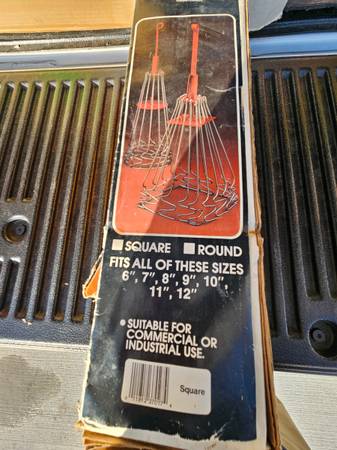 SQUARE ROUND
FITS ALL OF THESE SIZES
6", 7", 8", 9", 10",
11", 12"
• SUITABLE FOR
COMMERCIAL OR
INDUSTRIAL USE.
Square